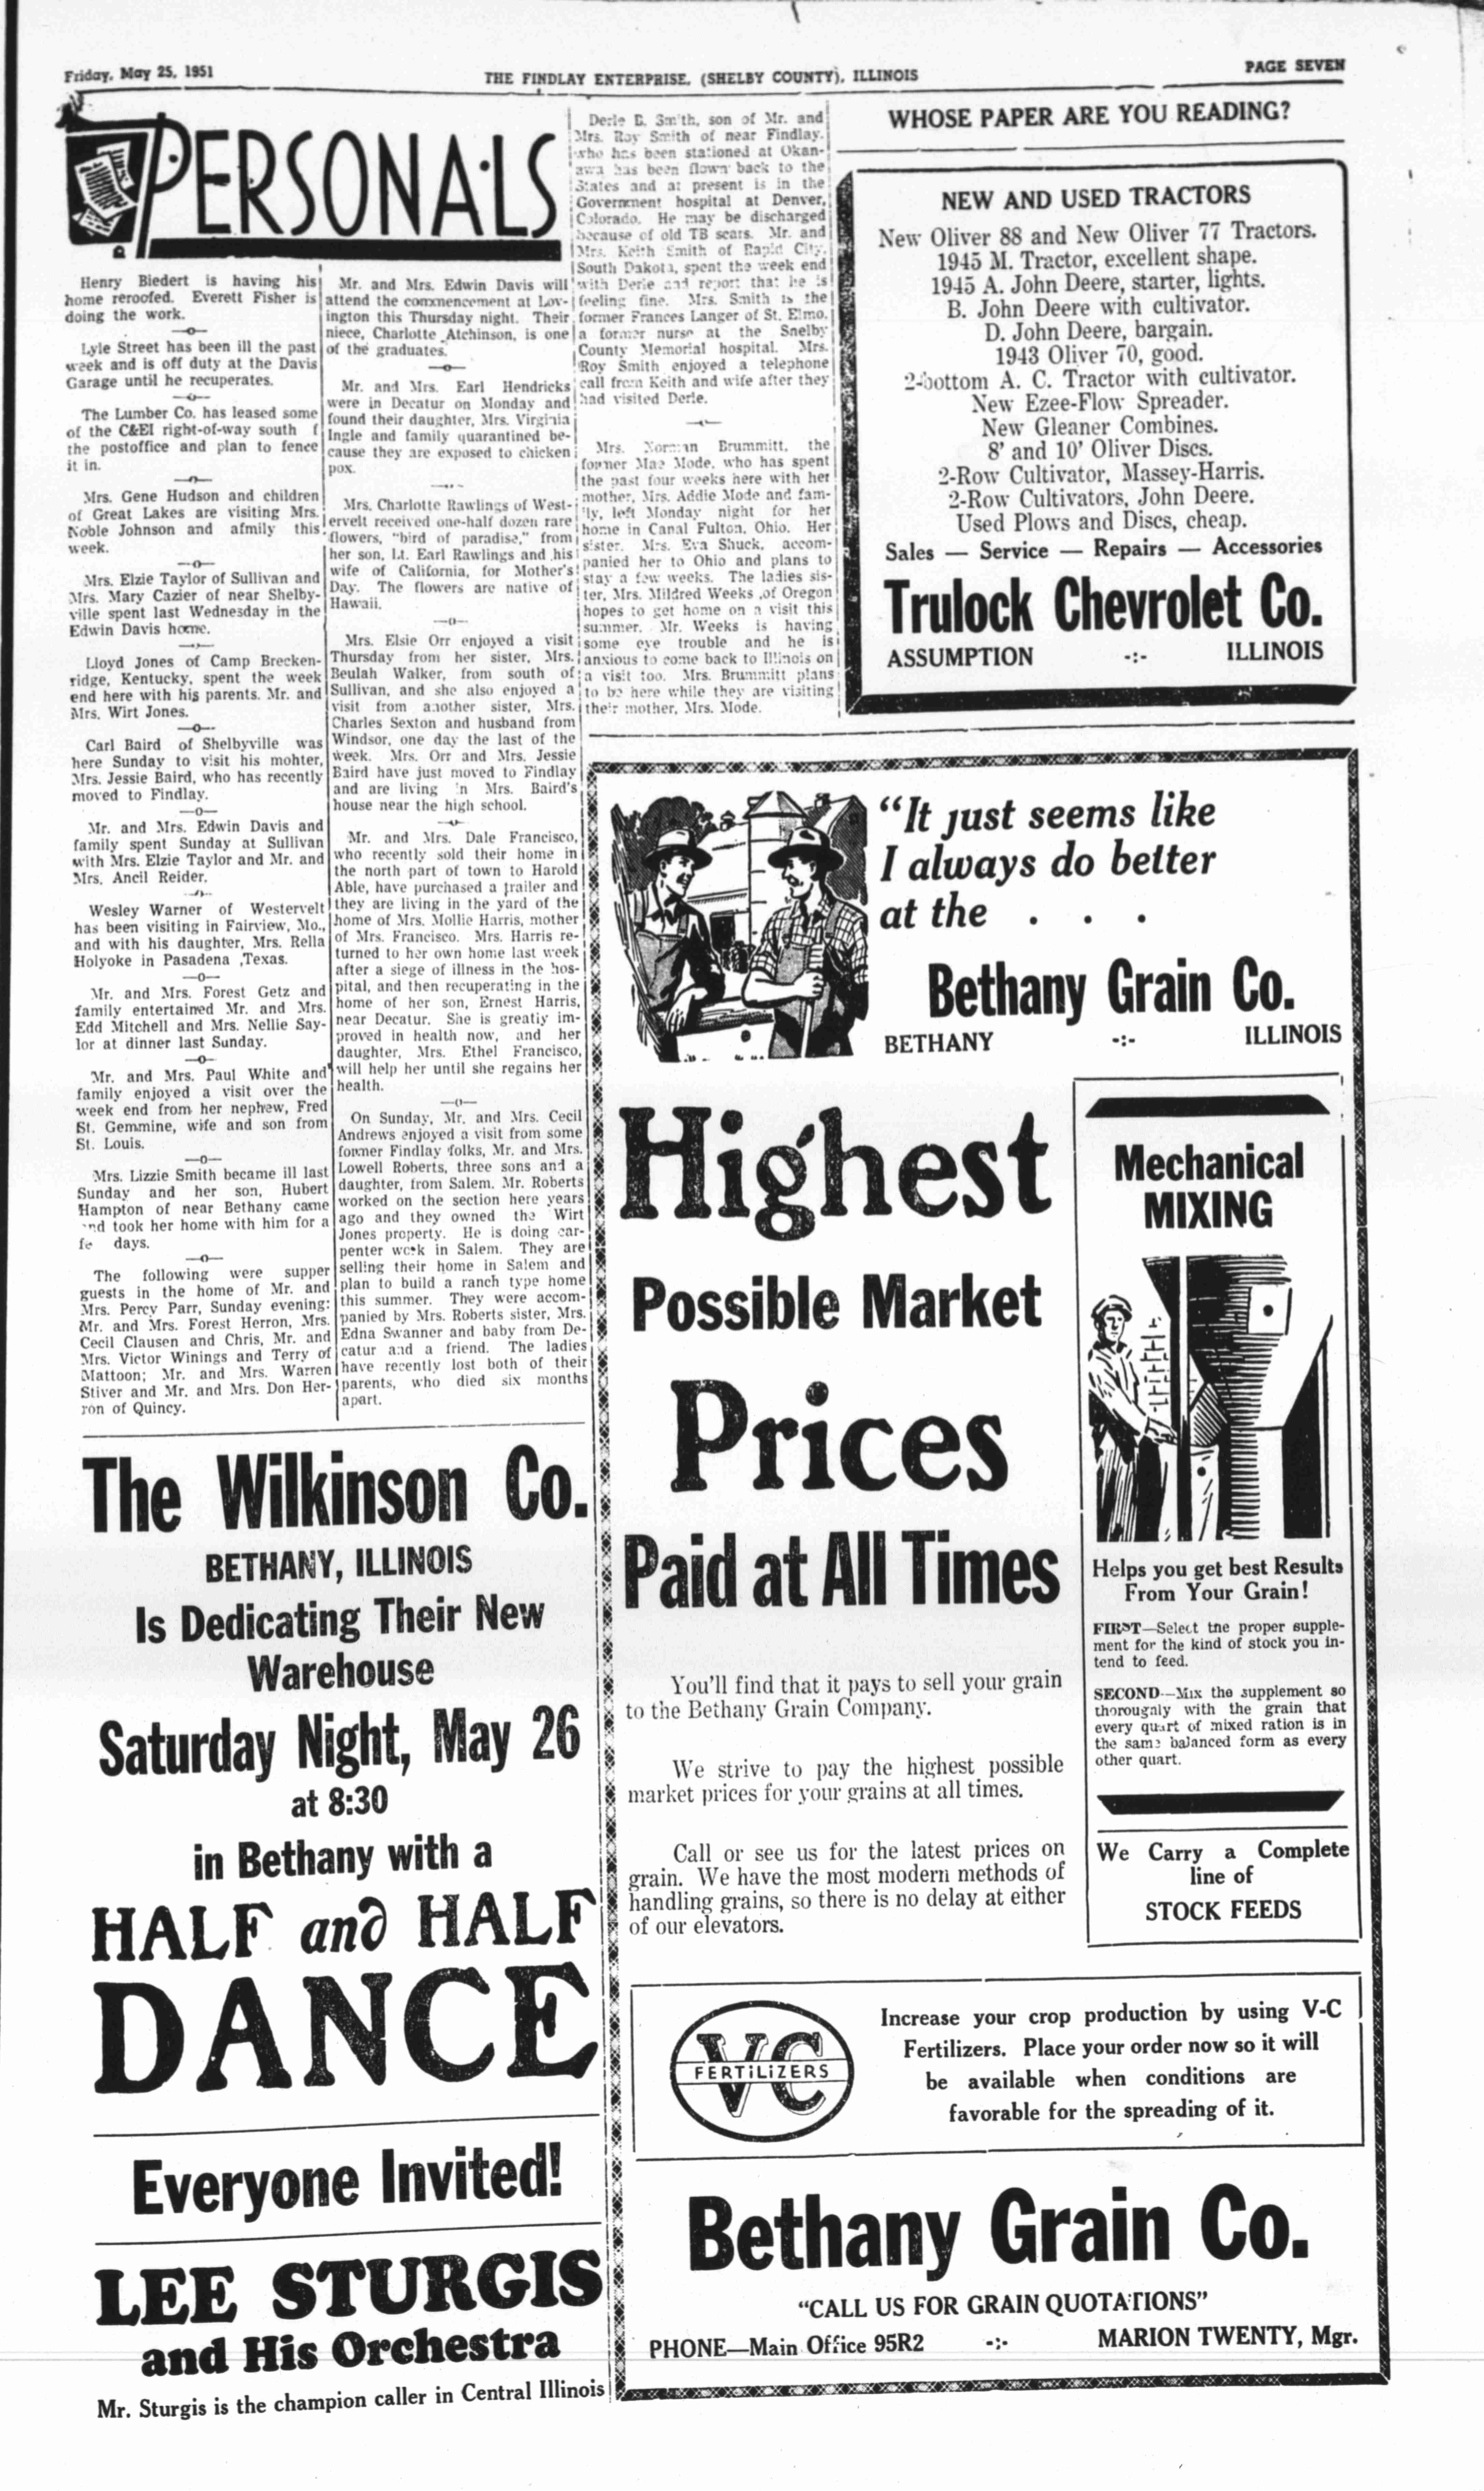 Friday, May 25, 1951
THE FINDLAY ENTERPRISE, (SHELBY COUNTY), ILLINOIS
PAGE SEVEN
PERSONALS
Henry Biedert is having his
home reroofed. Everett Fisher is
doing the work.
—o—
Lyle Street has been ill the past
week and is off duty at the Davis
Garage until he recuperates.
—o—
The Lumber Co. has leased some
of the C&EI right-of-way south f
the postoffice and plan to fence
it in.
—o—
Mrs. Gene Hudson and children
of Great Lakes are visiting Mrs.
Noble Johnson and afmily this
week.
—o—
Mrs. Elzie Taylor of Sullivan and
Mrs. Mary Cazier of near Shelby-
ville spent last Wednesday in the
Edwin Davis home.
—o—
Lloyd Jones of Camp Brecken-
ridge, Kentucky, spent the week
end here with his parents. Mr. and
Mrs. Wirt Jones.
—o—
Carl Baird of Shelbyville was
here Sunday to visit his mohter,
Mrs. Jessie Baird, who has recently
moved to Findlay.
—o—
Mr. and Mrs. Edwin Davis and
family spent Sunday at Sullivan
with Mrs. Elzie Taylor and Mr. and
Mrs. Ancil Reider.
—o—
Wesley Warner of Westervelt
has been visiting in Fairview, Mo.,
and with his daughter, Mrs. Rella
Holyoke in Pasadena ,Texas.
—o—
Mr. and Mrs. Forest Getz and
family entertained Mr. and Mrs.
Edd Mitchell and Mrs. Nellie Say-
lor at dinner last Sunday.
—o—
Mr. and Mrs. Paul White and
family enjoyed a visit over the
week end from her nephew, Fred
St. Gemmine, wife and son from
St. Louis.
—o—
Mrs. Lizzie Smith became ill last
Sunday and her son, Hubert
Hampton of near Bethany came
nd took her home with him for a
fe days.
—o—
The following were supper
guests in the home of Mr. and
Mrs. Percy Parr, Sunday evening:
Mr. and Mrs. Forest Herron, Mrs.
Cecil Clausen and Chris, Mr. and
Mrs. Victor Winings and Terry of
Mattoon; Mr. and Mrs. Warren
Stiver and Mr. and Mrs. Don Her-
ron of Quincy.
Mr. and Mrs. Edwin Davis will
attend the commencement at Lov-
ington this Thursday night. Their
niece, Charlotte Atchinson, is one
of the graduates.
—o—
Mr. and Mrs. Earl Hendricks
were in Decatur on Monday and
found their daughter, Mrs. Virginia
Ingle and family quarantined be-
cause they are exposed to chicken
pox.
Mrs. Charlotte Rawlings of West-
ervelt received one-half dozen rare
flowers, "bird of paradise," from
her son, Lt. Earl Rawlings and his
wife of California, for Mother's
Day. The flowers are native of
Hawaii.
—o—
Mrs. Elsie Orr enjoyed a visit
Thursday from her sister, Mrs.
Beulah Walker, from south of
Sullivan, and she also enjoyed a
visit from another sister, Mrs.
Charles Sexton and husband from
Windsor, one day the last of the
week. Mrs. Orr and Mrs. Jessie
Baird have just moved to Findlay
and are living 'n Mrs. Baird's
house near the high school.
—o—
Mr. and Mrs. Dale Francisco,
who recently sold their home in
the north part of town to Harold
Able, have purchased a trailer and
they are living in the yard of the
home of Mrs. Mollie Harris, mother
of Mrs. Francisco. Mrs. Harris re-
turned to her own home last week
after a siege of illness in the hos-
pital, and then recuperating in the
home of her son, Ernest Harris,
near Decatur. She is greatly im-
proved in health now, and her
daughter, Mrs. Ethel Francisco,
will help her until she regains her
health.
—o—
On Sunday, Mr. and Mrs. Cecil
Andrews enjoyed a visit from some
former Findlay folks, Mr. and Mrs.
Lowell Roberts, three sons and a
daughter, from Salem. Mr. Roberts
worked on the section here years
ago and they owned the Wirt
Jones property. He is doing car-
penter work in Salem. They are
selling their home in Salem and
plan to build a ranch type home
this summer. They were accom-
panied by Mrs. Roberts sister, Mrs.
Edna Swanner and baby from De-
catur and a friend. The ladies
have recently lost both of their
parents, who died six months
apart.
Derle D. Smith, son of Mr. and
Mrs. Roy Smith of near Findlay,
who has been stationed at Okan-
awa has been flown back to the
States and at present is in the
Government hospital at Denver,
Colorado. He may be discharged
because of old TB scars. Mr. and
Mrs. Keith Smith of Rapid City,
South Dakota, spent the week end
with Derle and report that he is
feeling fine. Mrs. Smith is the
former Frances Langer of St. Elmo,
a former nurse at the Shelby
County Memorial hospital. Mrs.
Roy Smith enjoyed a telephone
call from Keith and wife after they
had visited Derle.
Mrs. Norman Brummitt, the
former Mae Mode, who has spent
the past four weeks here with her
mother, Mrs. Addie Mode and fam-
ily, left Monday night for her
home in Canal Fulton, Ohio. Her
sister, Mrs. Eva Shuck, accom-
panied her to Ohio and plans to
stay a few weeks. The ladies sis-
ter, Mrs. Mildred Weeks ,of Oregon
hopes to get home on a visit this
summer. Mr. Weeks is having
some eye trouble and he is
anxious to come back to Illinois on
a visit too. Mrs. Brummitt plans
to be here while they are visiting
their mother, Mrs. Mode.
WHOSE PAPER ARE YOU READING?
NEW AND USED TRACTORS
New Oliver 88 and New Oliver 77 Tractors.
1945 M. Tractor, excellent shape.
1945 A. John Deere, starter, lights.
B. John Deere with cultivator.
D. John Deere, bargain.
1943 Oliver 70, good.
2-bottom A. C. Tractor with cultivator.
New Ezee-Flow Spreader.
New Gleaner Combines.
8' and 10' Oliver Discs.
2-Row Cultivator, Massey-Harris.
2-Row Cultivators, John Deere.
Used Plows and Discs, cheap.
Sales — Service — Repairs — Accessories
Trulock Chevrolet Co.
ASSUMPTION -:- ILLINOIS
"It just seems like
I always do better
at the . . .
Bethany Grain Co.
BETHANY -:- ILLINOIS
Highest
Possible Market
Prices
Paid at All Times
You'll find that it pays to sell your grain
to the Bethany Grain Company.
We strive to pay the highest possible
market prices for your grains at all times.
Call or see us for the latest prices on
grain. We have the most modern methods of
handling grains, so there is no delay at either
of our elevators.
Mechanical
MIXING
Helps you get best Results
From Your Grain!
FIRST—Select the proper supple-
ment for the kind of stock you in-
tend to feed.
SECOND—Mix the supplement so
thoroughly with the grain that
every quart of mixed ration is in
the same balanced form as every
other quart.
We Carry a Complete
line of
STOCK FEEDS
VC
FERTILIZERS
Increase your crop production by using V-C
Fertilizers. Place your order now so it will
be available when conditions are
favorable for the spreading of it.
Bethany Grain Co.
"CALL US FOR GRAIN QUOTATIONS"
PHONE—Main Office 95R2 -:- MARION TWENTY, Mgr.
The Wilkinson Co.
BETHANY, ILLINOIS
Is Dedicating Their New
Warehouse
Saturday Night, May 26
at 8:30
in Bethany with a
HALF and HALF
DANCE
Everyone Invited!
LEE STURGIS
and His Orchestra
Mr. Sturgis is the champion caller in Central Illinois